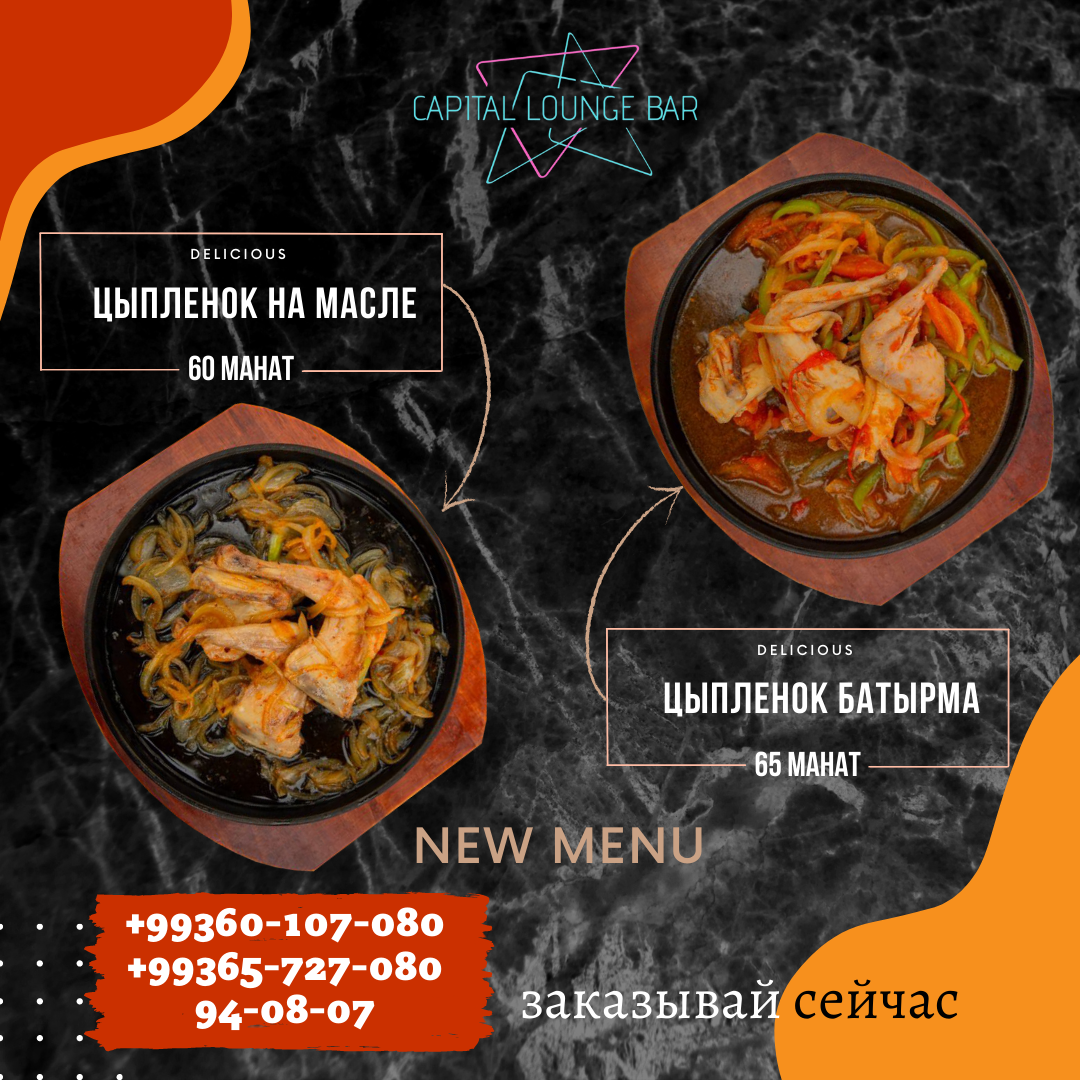 CAPITAL LOUNGE BAR
DELICIOUS
ЦЫПЛЕНОК НА МАСЛЕ
60 МАНАТ
DELICIOUS
ЦЫПЛЕНОК БАТЫРМА
65 МАНАТ
NEW MENU
+99360-107-080
+99365-727-080
94-08-07
заказывай сейчас